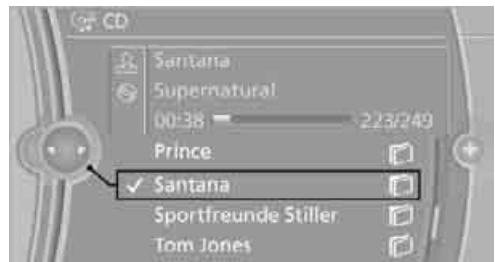 CD
Santana
Supernatural
00:38 223/249
Prince
Santana
Sportfreunde Stiller
Tom Jones